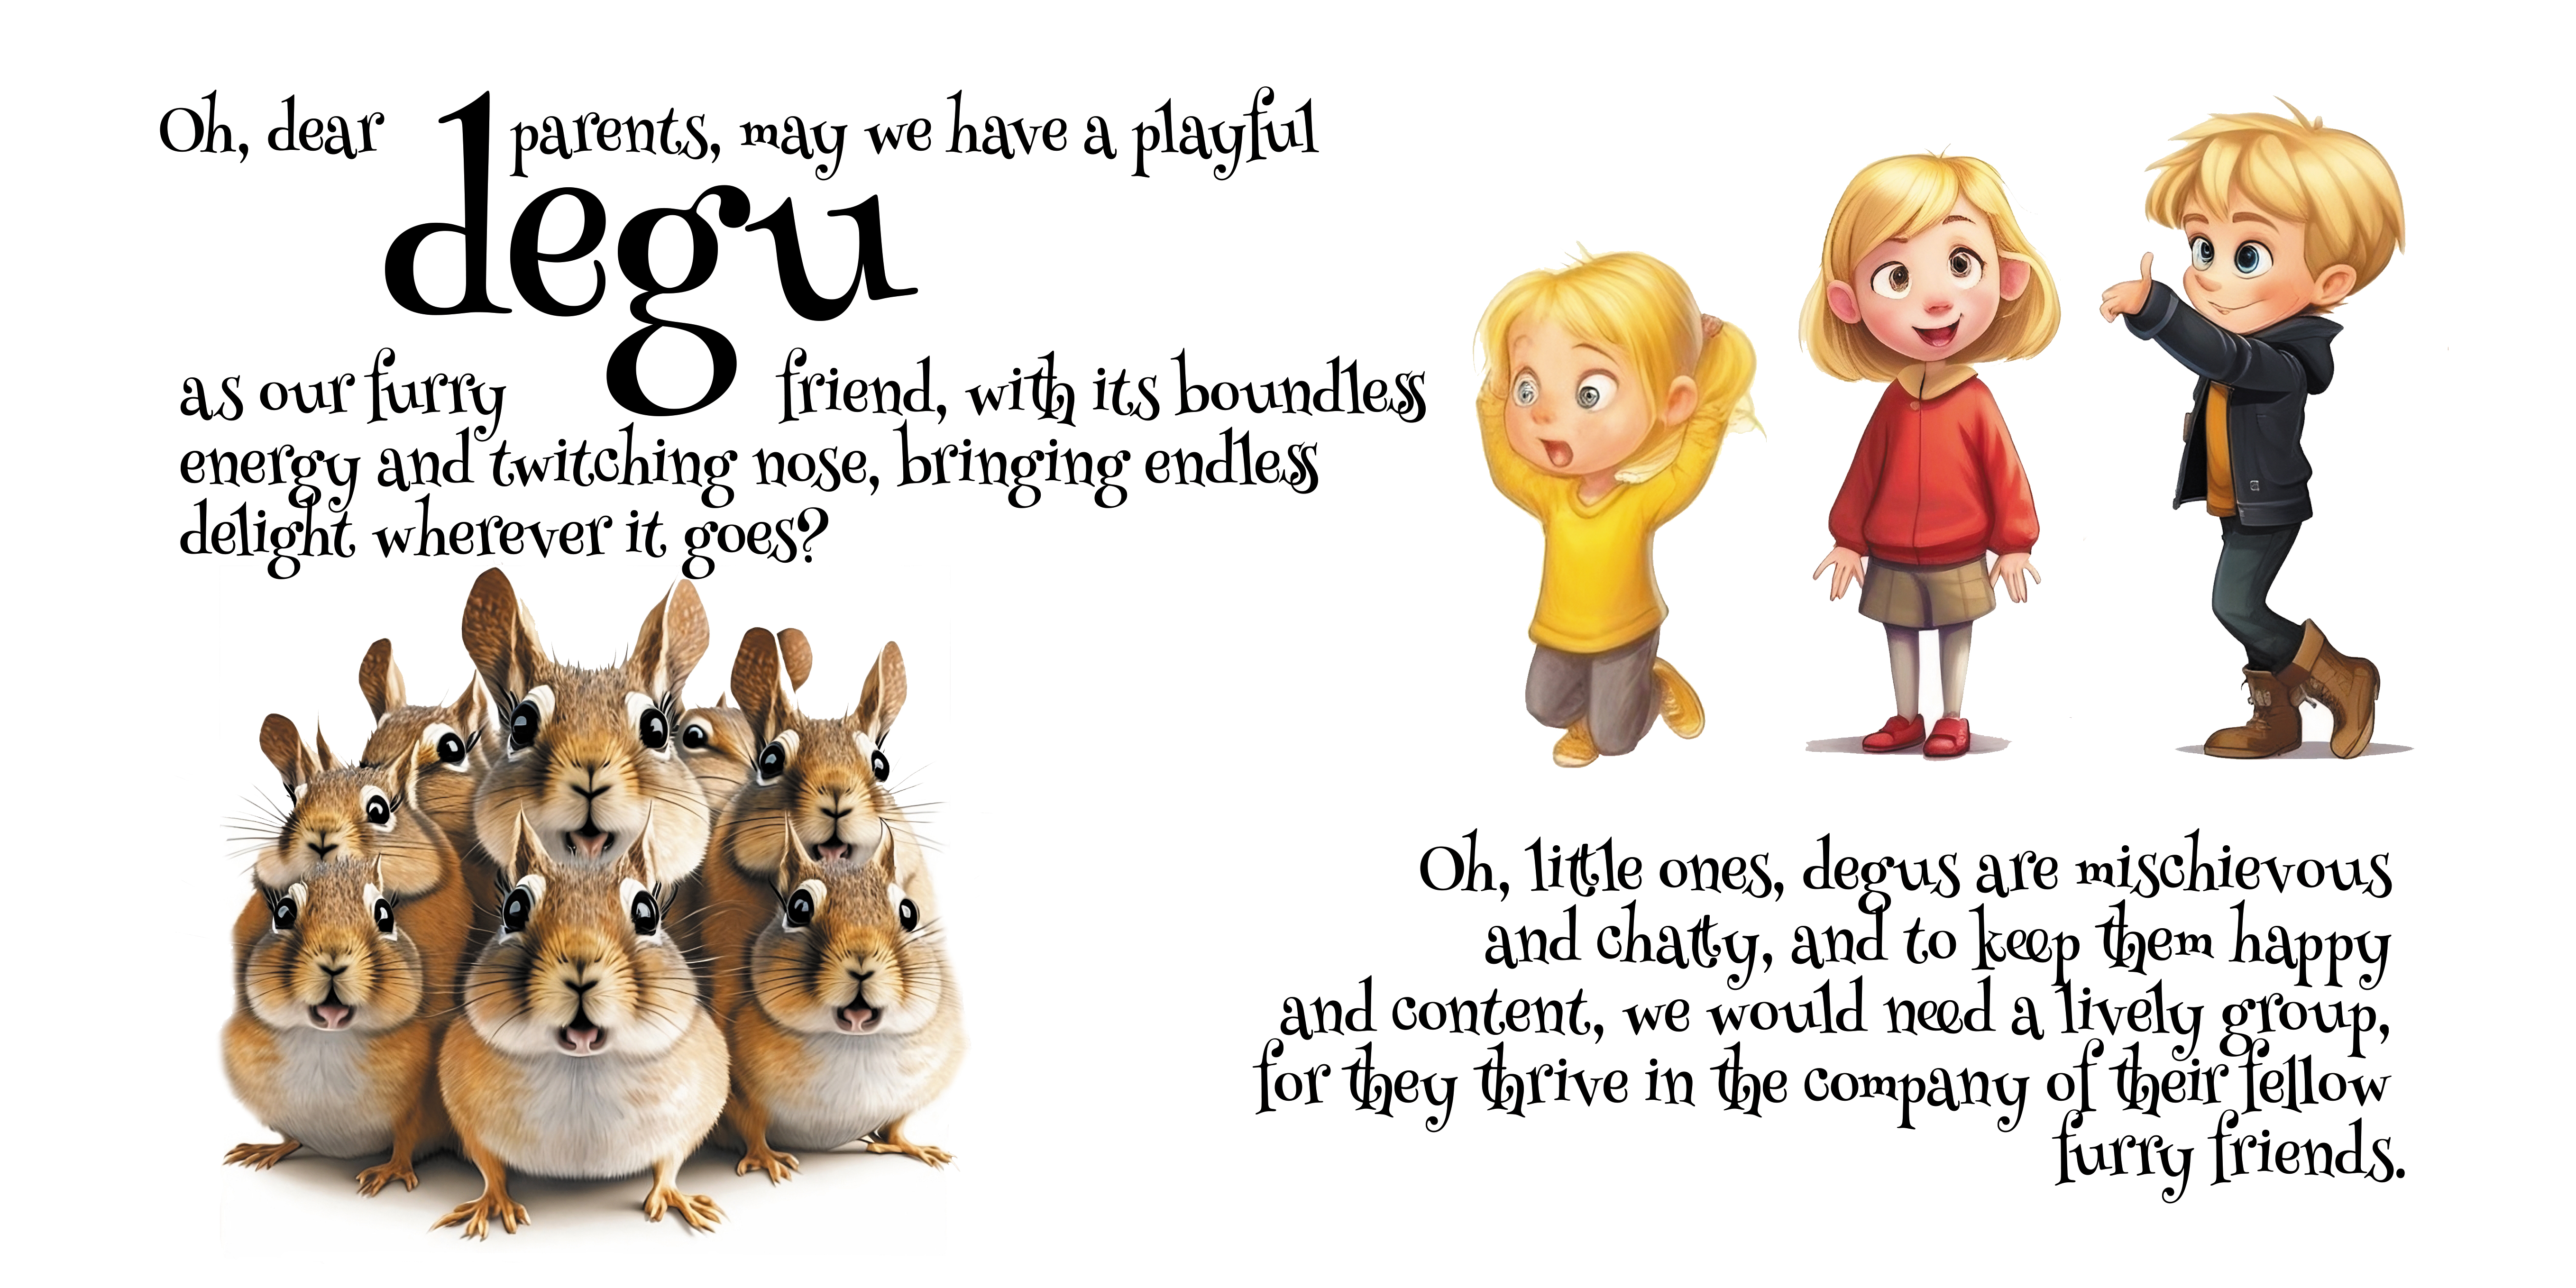 Oh, dear parents, may we have a playful
degu
as our furry friend, with its boundless
energy and twitching nose, bringing endless
delight wherever it goes?
Oh, little ones, degus are mischievous
and chatty, and to keep them happy
and content, we would need a lively group,
for they thrive in the company of their fellow
furry friends.